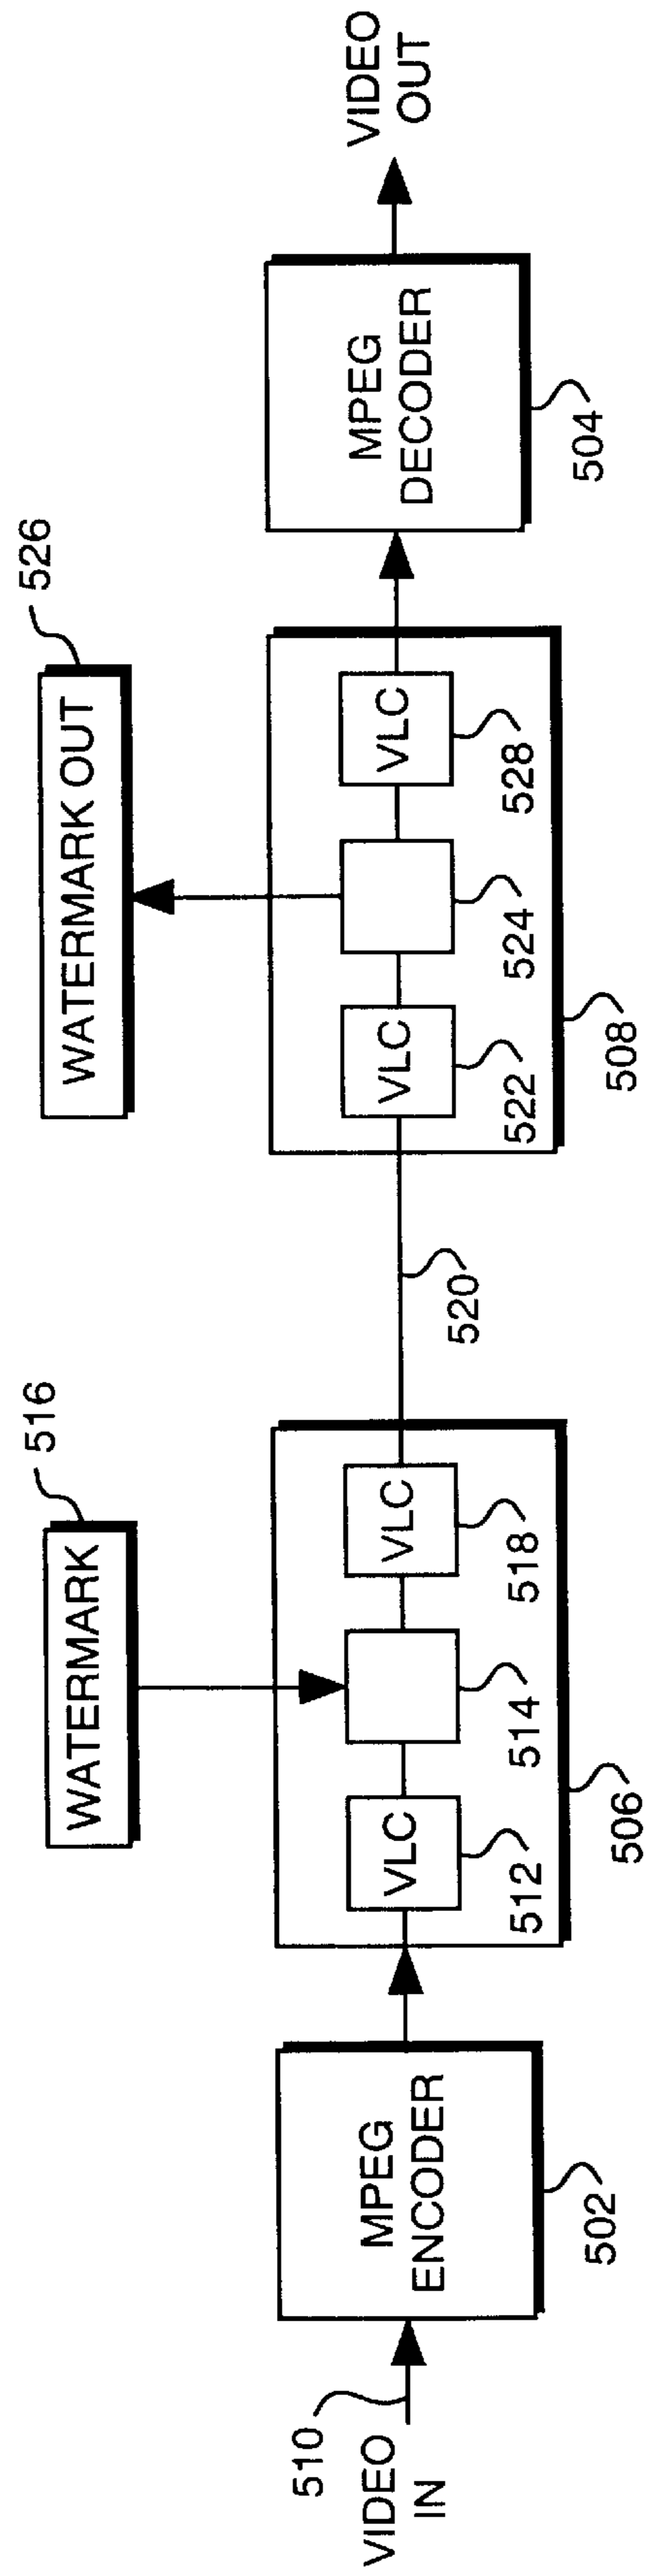 VIDEO
IN
510
MPEG
ENCODER
502
WATERMARK
516
VLC
512
514
VLC
518
506
520
WATERMARK OUT
526
VLC
522
524
VLC
528
508
MPEG
DECODER
504
VIDEO
OUT